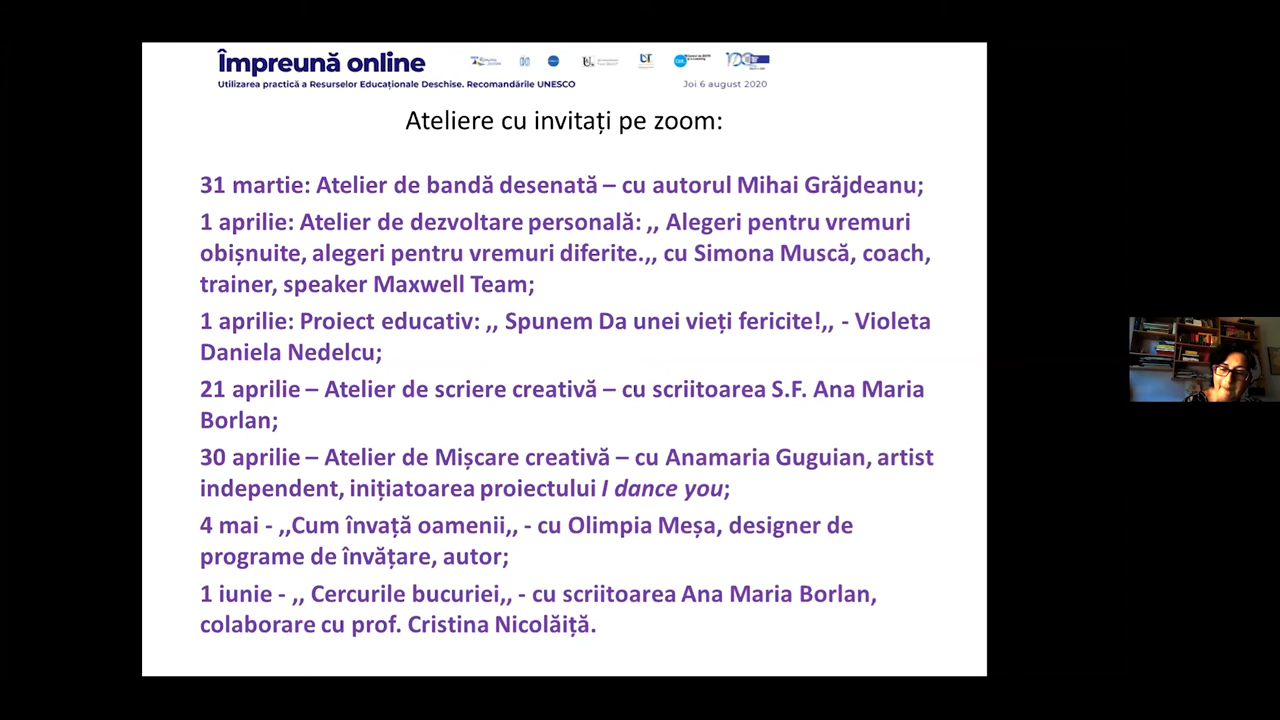 Împreună online
Utilizarea practică a Resurselor Educaționale Deschise. Recomandările UNESCO
Joi 6 august 2020
Ateliere cu invitați pe zoom:
31 martie: Atelier de bandă desenată – cu autorul Mihai Grăjdeanu;
1 aprilie: Atelier de dezvoltare personală: ,, Alegeri pentru vremuri
obișnuite, alegeri pentru vremuri diferite.,, cu Simona Muscă, coach,
trainer, speaker Maxwell Team;
1 aprilie: Proiect educativ: ,, Spunem Da unei vieți fericite!,, - Violeta
Daniela Nedelcu;
21 aprilie – Atelier de scriere creativă – cu scriitoarea S.F. Ana Maria
Borlan;
30 aprilie – Atelier de Mișcare creativă – cu Anamaria Guguian, artist
independent, inițiatoarea proiectului I dance you;
4 mai - ,,Cum învață oamenii,, - cu Olimpia Meșa, designer de
programe de învățare, autor;
1 iunie - ,, Cercurile bucuriei,, - cu scriitoarea Ana Maria Borlan,
colaborare cu prof. Cristina Nicolăiță.